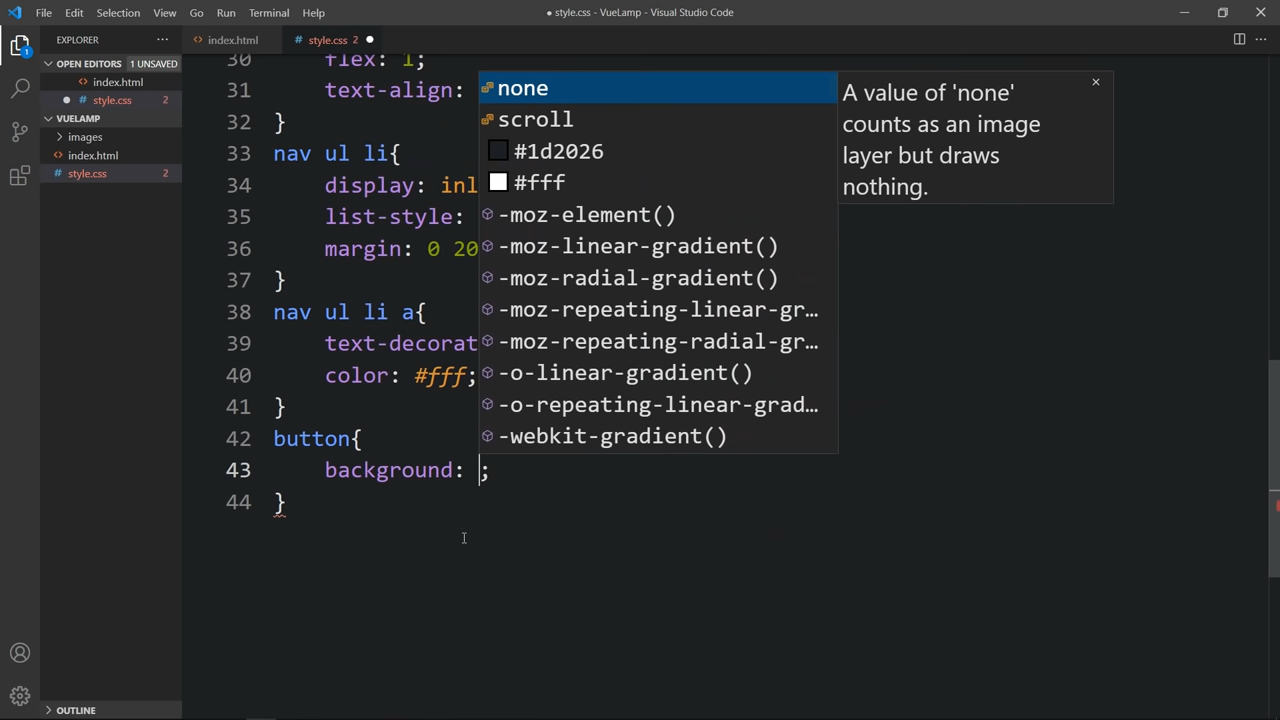 File Edit Selection View Go Run Terminal Help
● style.css - VueLamp - Visual Studio Code
EXPLORER
index.html
style.css 2
OPEN EDITORS 1 UNSAVED
index.html
style.css 2
VUELAMP
images
index.html
style.css 2
OUTLINE
1
30 flex: 1;
31 text-align:
32 }
33 nav ul li{
34 display: inl
35 list-style:
36 margin: 0 20
37 }
38 nav ul li a{
39 text-decorat
40 color: #fff;
41 }
42 button{
43 background: ;
44 }
none
scroll
#1d2026
#fff
-moz-element()
-moz-linear-gradient()
-moz-radial-gradient()
-moz-repeating-linear-gr…
-moz-repeating-radial-gr…
-o-linear-gradient()
-o-repeating-linear-grad…
-webkit-gradient()
A value of 'none'
counts as an image
layer but draws
nothing.